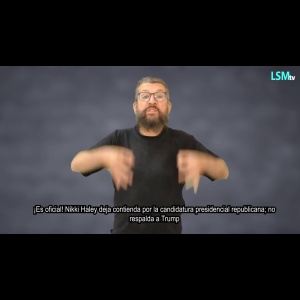 LSMtv
¡Es oficial! Nikki Haley deja contienda por la candidatura presidencial republicana; no
respalda a Trump